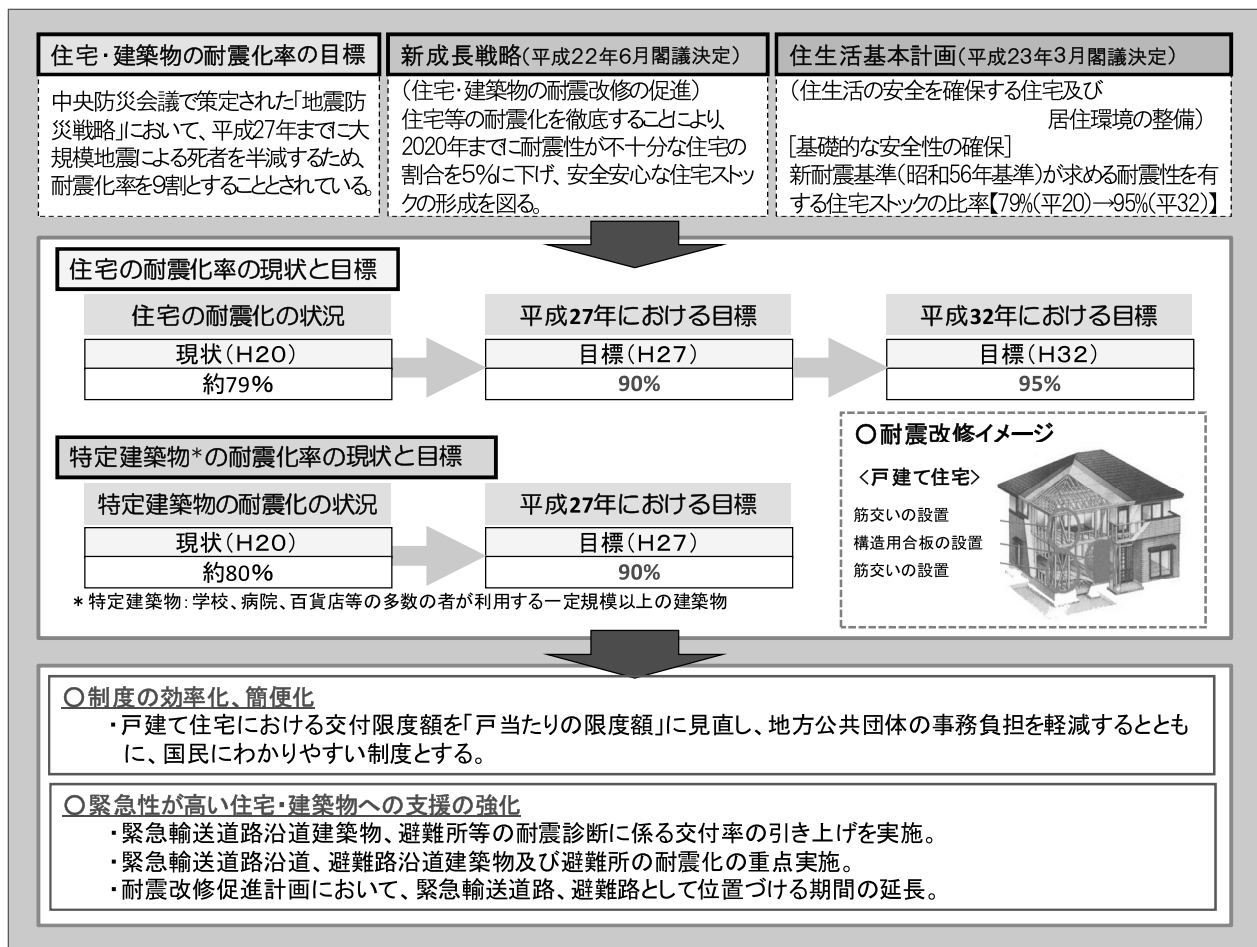 住宅・建築物の耐震化率の目標
中央防災会議で策定された「地震防
災戦略」において、平成27年までに大
規模地震による死者を半減するため、
耐震化率を9割とすることとされている。
新成長戦略(平成22年6月閣議決定)
(住宅・建築物の耐震改修の促進)
住宅等の耐震化を徹底することにより、
2020年までに耐震性が不十分な住宅の
割合を5%に下げ、安全安心な住宅ストッ
クの形成を図る。
住生活基本計画(平成23年3月閣議決定)
(住生活の安全を確保する住宅及び
居住環境の整備)
[基礎的な安全性の確保]
新耐震基準(昭和56年基準)が求める耐震性を有
する住宅ストックの比率【79%(平20)→95%(平32)】
住宅の耐震化率の現状と目標
住宅の耐震化の状況
現状(H20)
約79%
平成27年における目標
目標(H27)
90%
平成32年における目標
目標(H32)
95%
特定建築物*の耐震化率の現状と目標
特定建築物の耐震化の状況
現状(H20)
約80%
平成27年における目標
目標(H27)
90%
*特定建築物:学校、病院、百貨店等の多数の者が利用する一定規模以上の建築物
○耐震改修イメージ
<戸建て住宅>
筋交いの設置
構造用合板の設置
筋交いの設置
○制度の効率化、簡便化
・戸建て住宅における交付限度額を「戸当たりの限度額」に見直し、地方公共団体の事務負担を軽減するととも
に、国民にわかりやすい制度とする。
○緊急性が高い住宅・建築物への支援の強化
・緊急輸送道路沿道建築物、避難所等の耐震診断に係る交付率の引き上げを実施。
・緊急輸送道路沿道、避難路沿道建築物及び避難所の耐震化の重点実施。
・耐震改修促進計画において、緊急輸送道路、避難路として位置づける期間の延長。